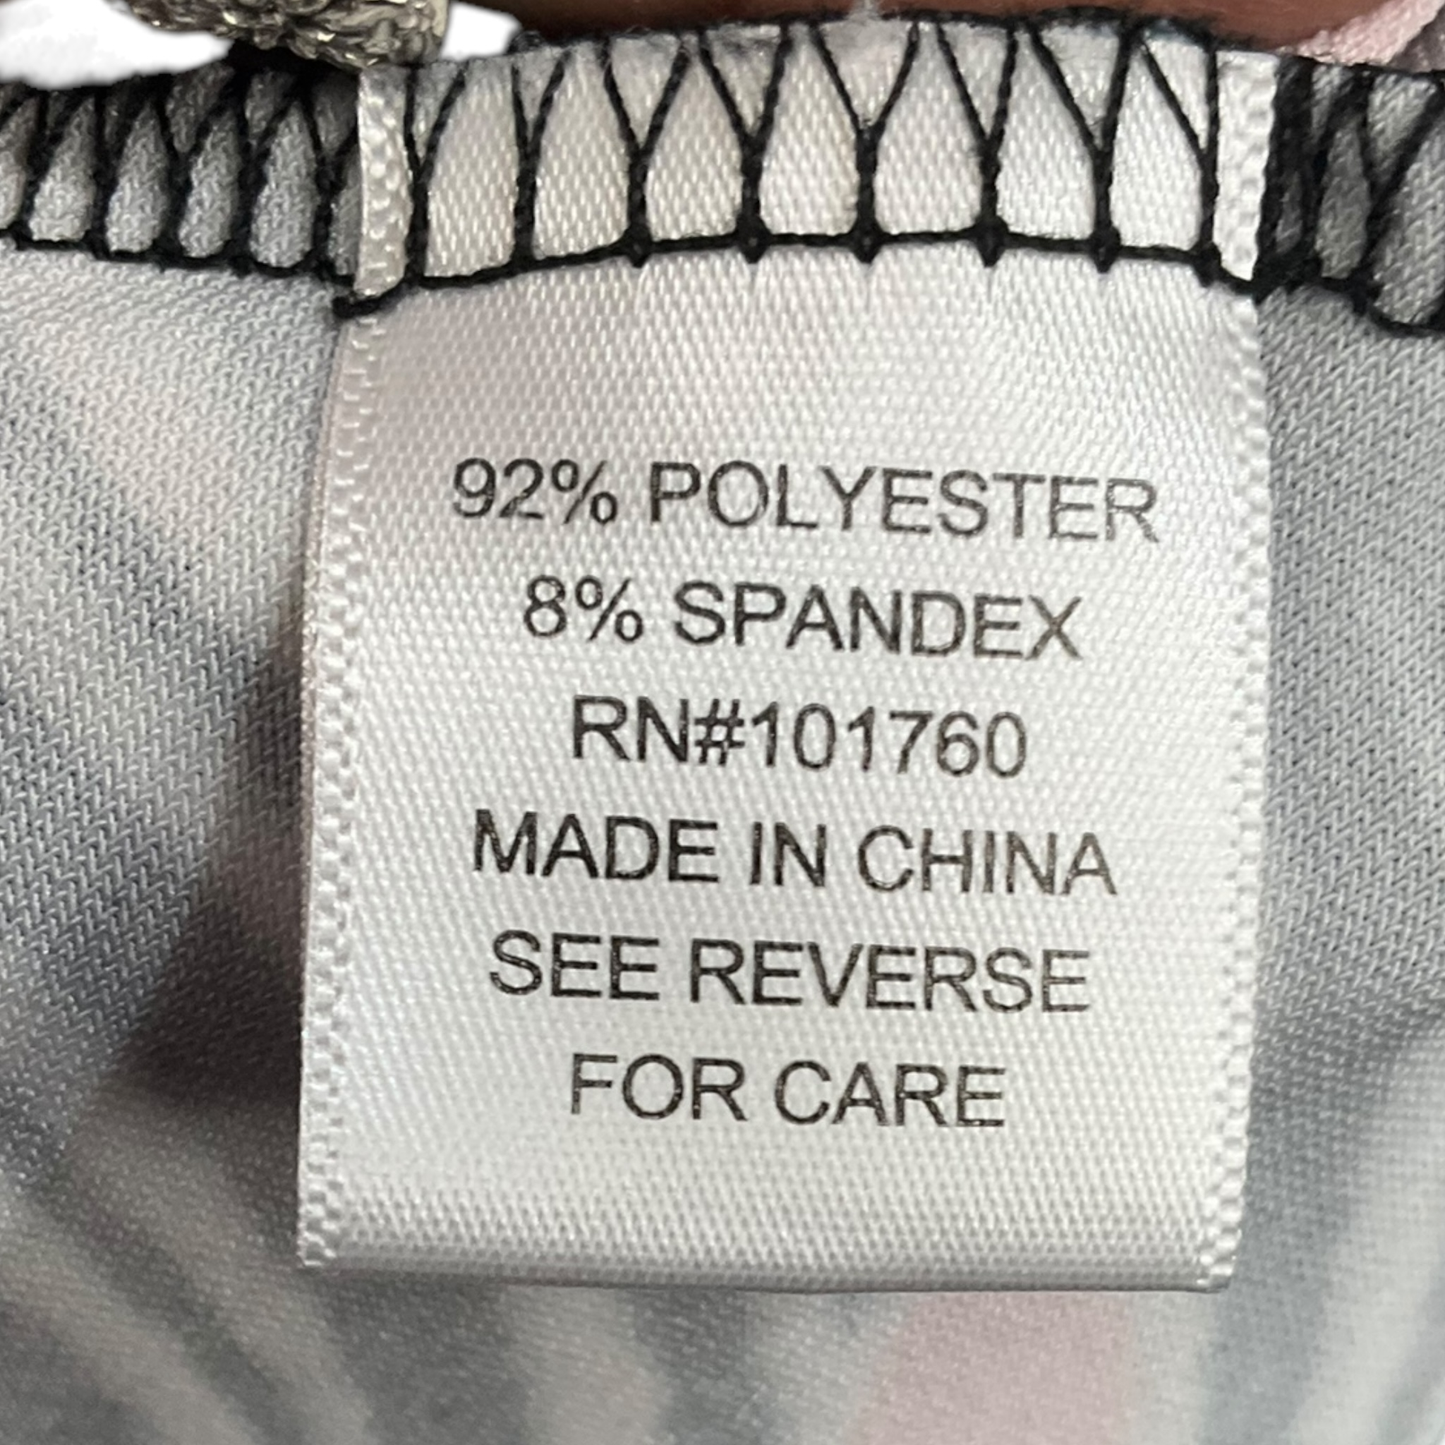 92% POLYESTER
8% SPANDEX
RN#101760
MADE IN CHINA
SEE REVERSE
FOR CARE